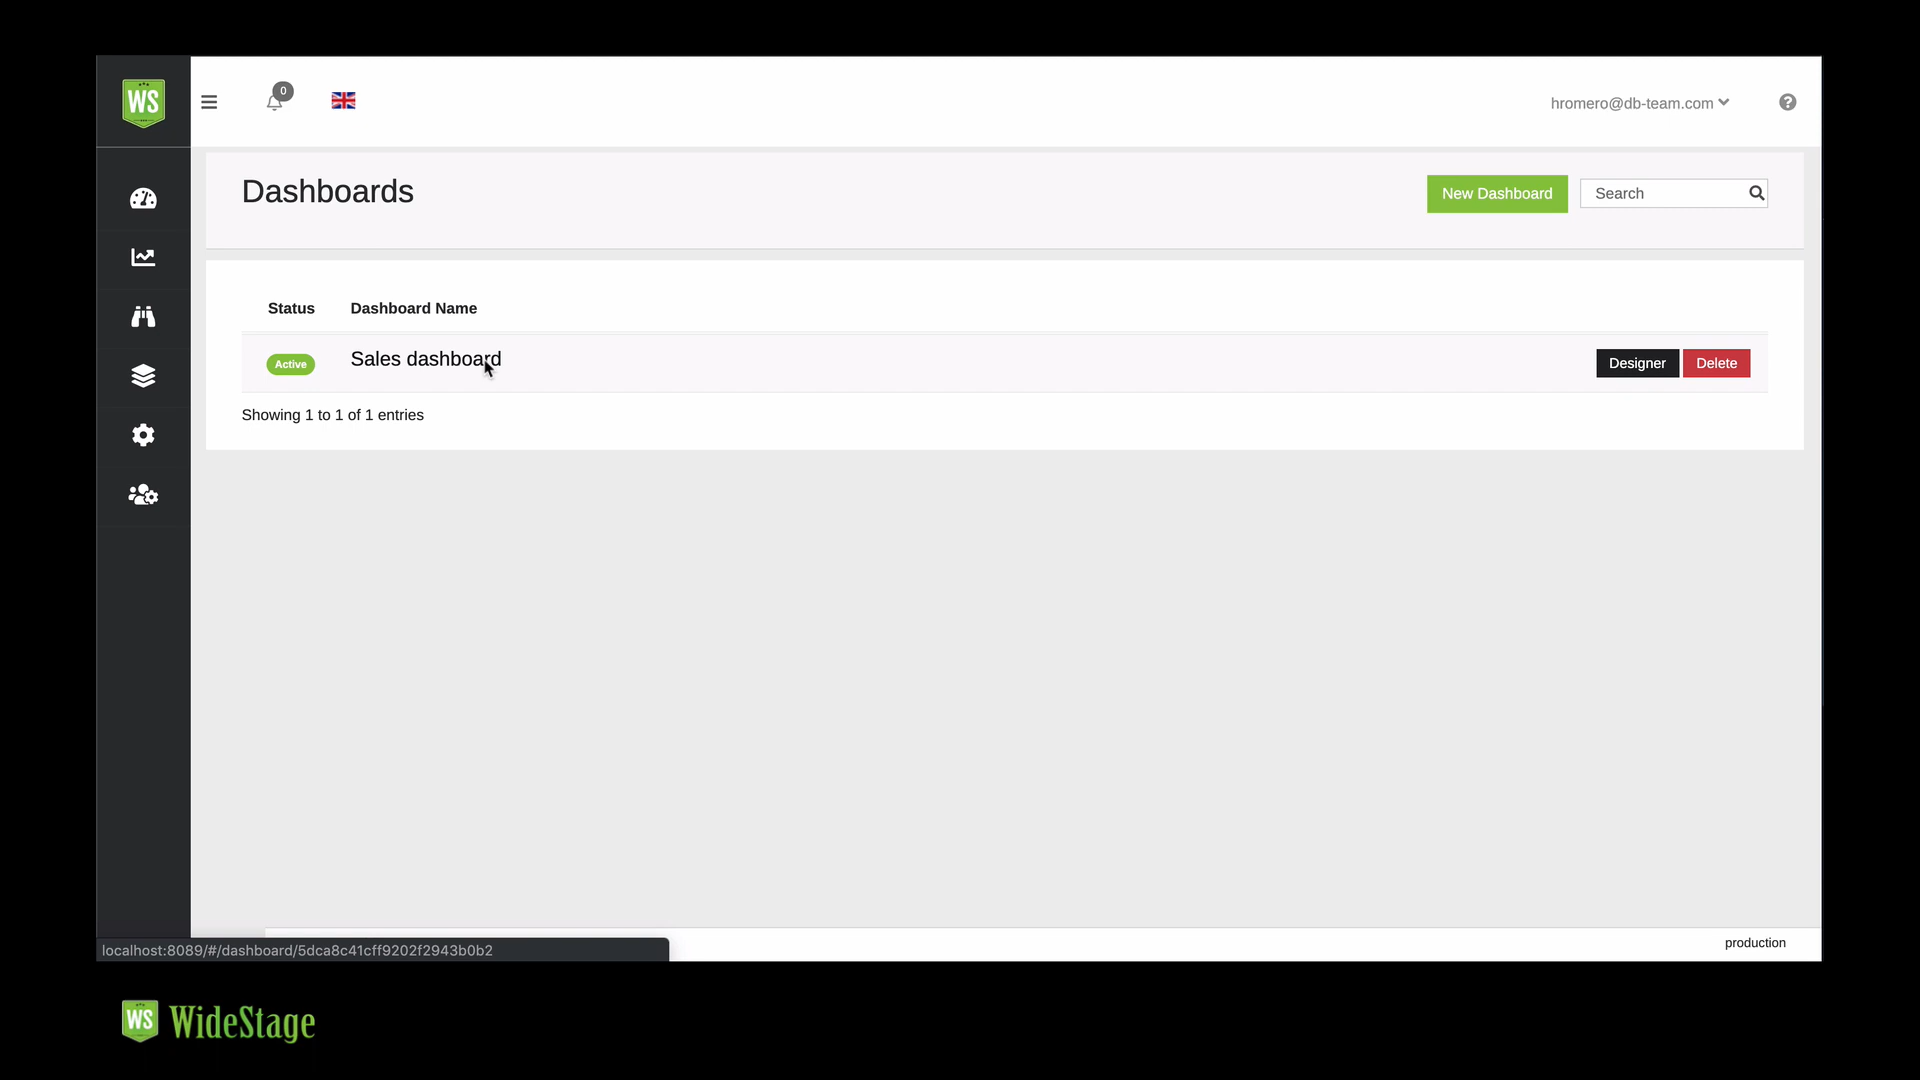 WS
0
hromero@db-team.com
Dashboards
New Dashboard
Search
Status Dashboard Name
Active Sales dashboard Designer Delete
Showing 1 to 1 of 1 entries
production
localhost:8089/#/dashboard/5dca8c41cff9202f2943b0b2
WS WideStage